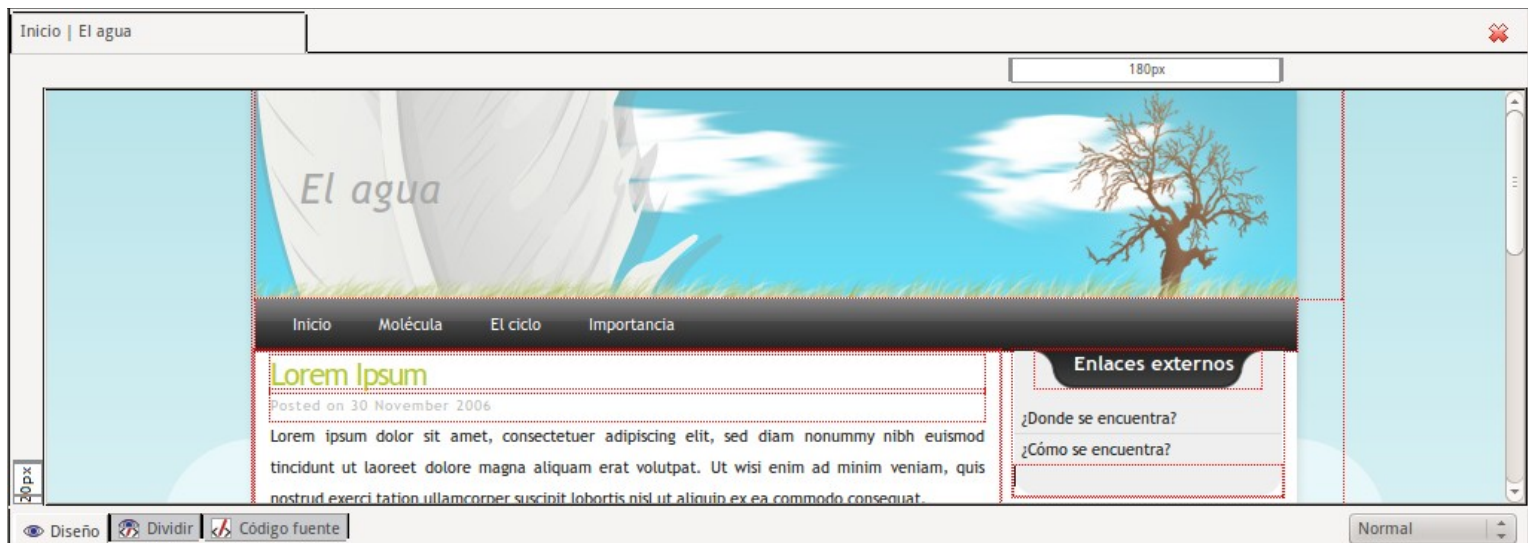 Inicio | El agua
180px
El agua
Inicio Molécula El ciclo Importancia
Lorem Ipsum
Posted on 30 November 2006
Lorem ipsum dolor sit amet, consectetuer adipiscing elit, sed diam nonummy nibh euismod
tincidunt ut laoreet dolore magna aliquam erat volutpat. Ut wisi enim ad minim veniam, quis
nostrud exerci tation ullamcorper suscipit lobortis nisl ut aliquip ex ea commodo consequat.
Enlaces externos
¿Donde se encuentra?
¿Cómo se encuentra?
20px
Diseño Dividir Código fuente
Normal